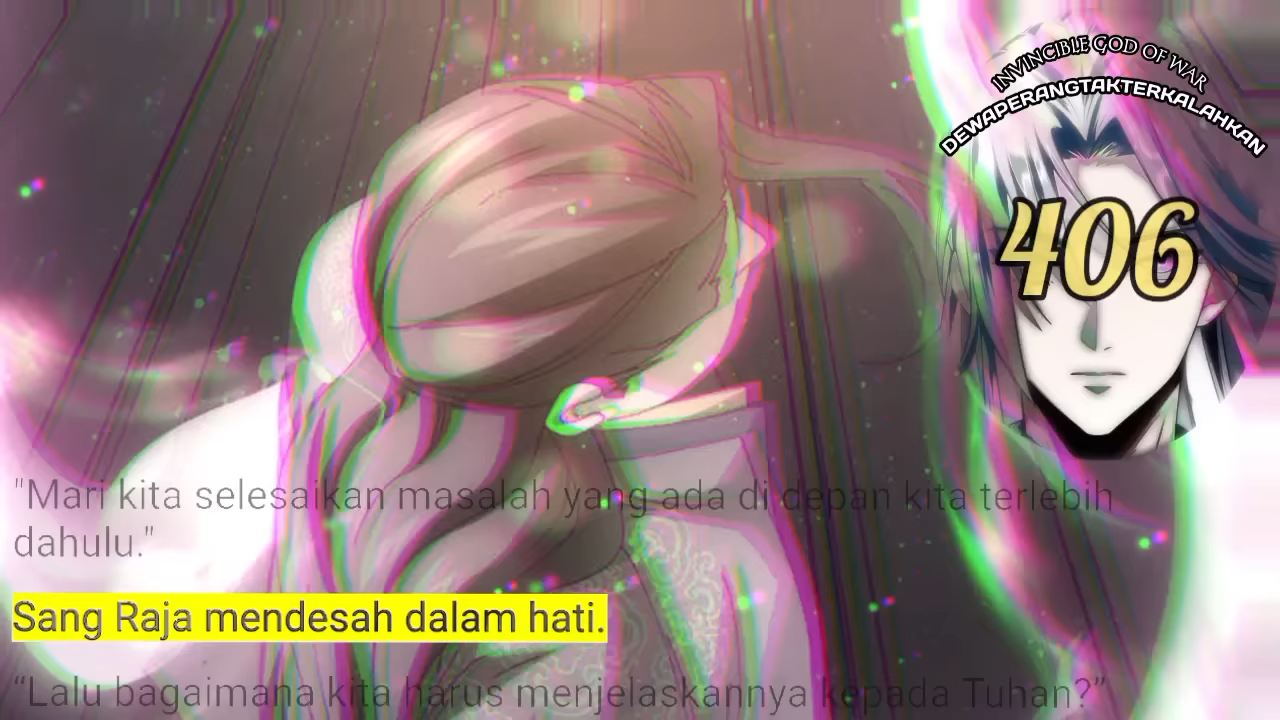 INVINCIBLE GOD OF WAR
DEWAPERANGTAKTERKALAHKAN
406
"Mari kita selesaikan masalah yang ada di depan kita terlebih
dahulu."
Sang Raja mendesah dalam hati.
“Lalu bagaimana kita harus menjelaskannya kepada Tuhan?”